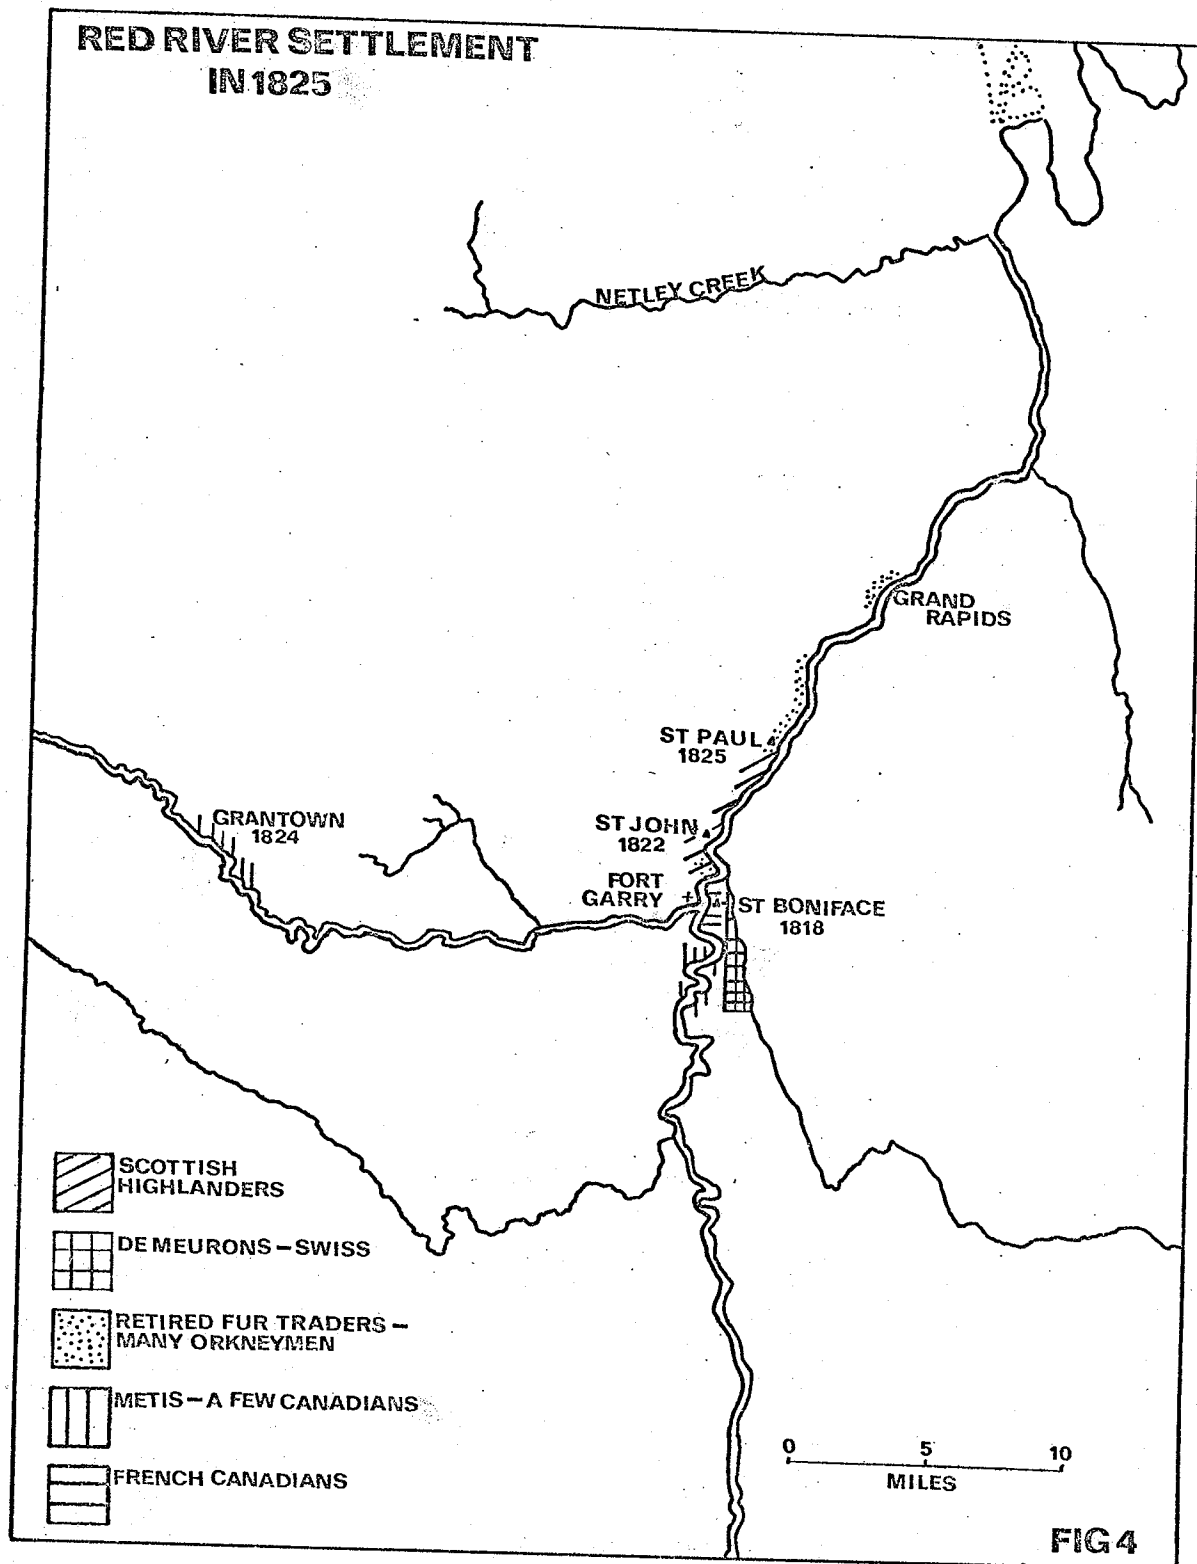 RED RIVER SETTLEMENT
IN 1825
NETLEY CREEK
GRAND
RAPIDS
ST PAUL
1825
GRANTOWN
1824
ST JOHN
1822
FORT
GARRY
ST BONIFACE
1818
SCOTTISH
HIGHLANDERS
DE MEURONS - SWISS
RETIRED FUR TRADERS -
MANY ORKNEYMEN
METIS - A FEW CANADIANS
FRENCH CANADIANS
0 5 10
MILES
FIG 4